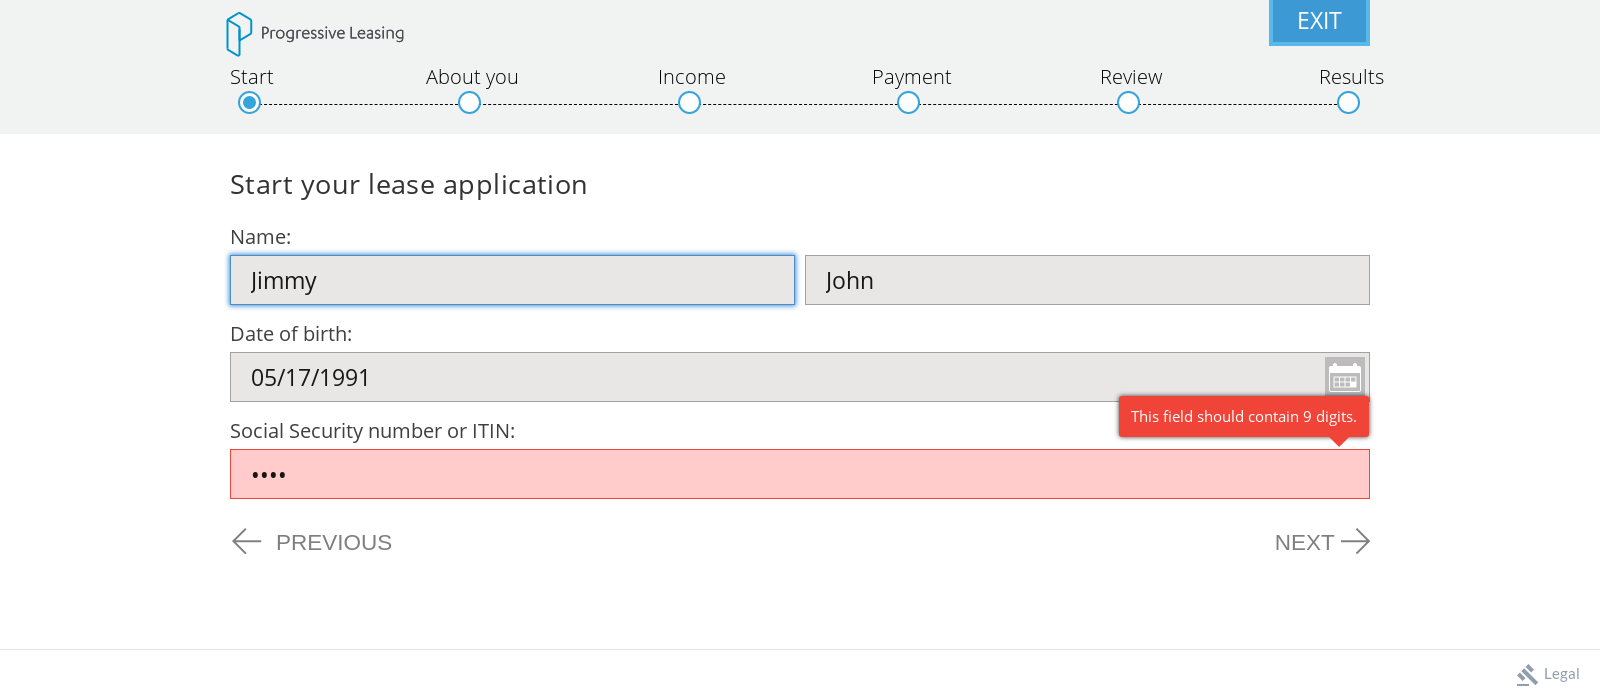 Progressive Leasing
EXIT
Start About you Income Payment Review Results
Start your lease application
Name:
Jimmy John
Date of birth:
05/17/1991
This field should contain 9 digits.
Social Security number or ITIN:
••••
PREVIOUS NEXT
Legal